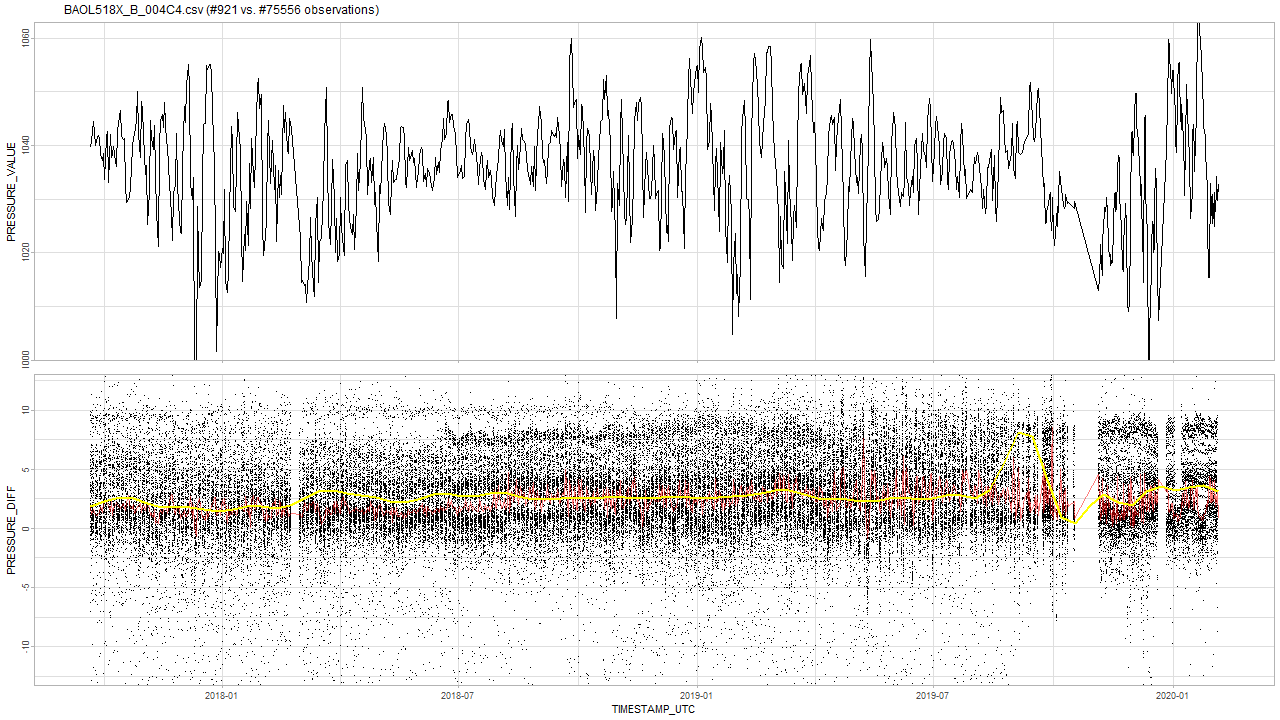 BAOL518X_B_004C4.csv (#921 vs. #75556 observations)
PRESSURE_VALUE
1060
1040
1020
1000
PRESSURE_DIFF
10
5
0
-5
-10
2018-01 2018-07 2019-01 2019-07 2020-01
TIMESTAMP_UTC